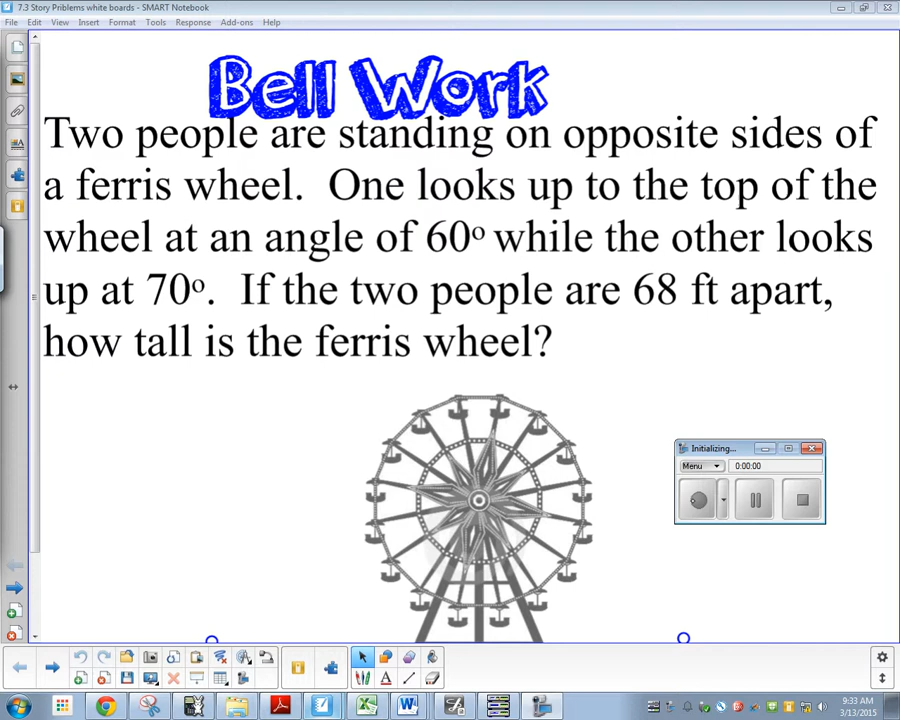 7.3 Story Priblems white boards - SMART Notebook
File Edit View Insert Format Tools Response Add-ons Help
Bell Work
Two people are standing on opposite sides of
a ferris wheel. One looks up to the top of the
wheel at an angle of 60º while the other looks
up at 70º. If the two people are 68 ft apart,
how tall is the ferris wheel?
Initializing...
Menu 0:00:00
9:33 AM
3/13/2015